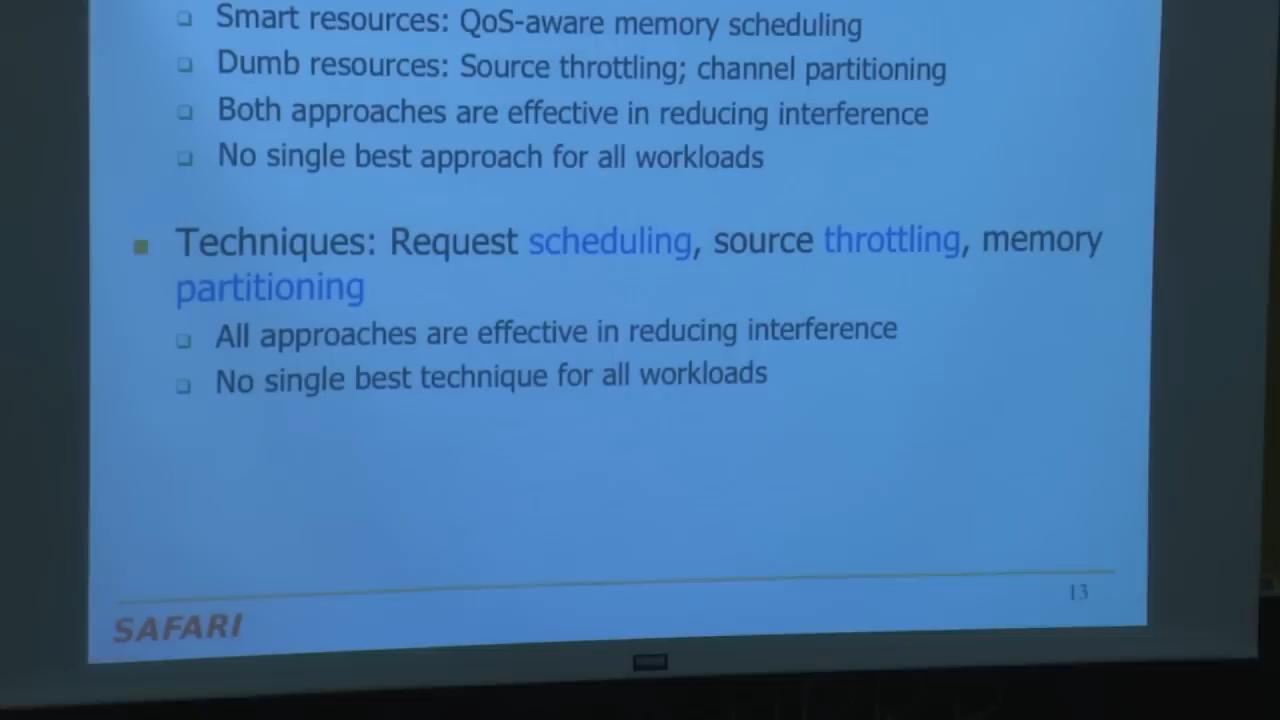 Smart resources: QoS-aware memory scheduling
Dumb resources: Source throttling; channel partitioning
Both approaches are effective in reducing interference
No single best approach for all workloads
Techniques: Request scheduling, source throttling, memory
partitioning
All approaches are effective in reducing interference
No single best technique for all workloads
SAFARI
13